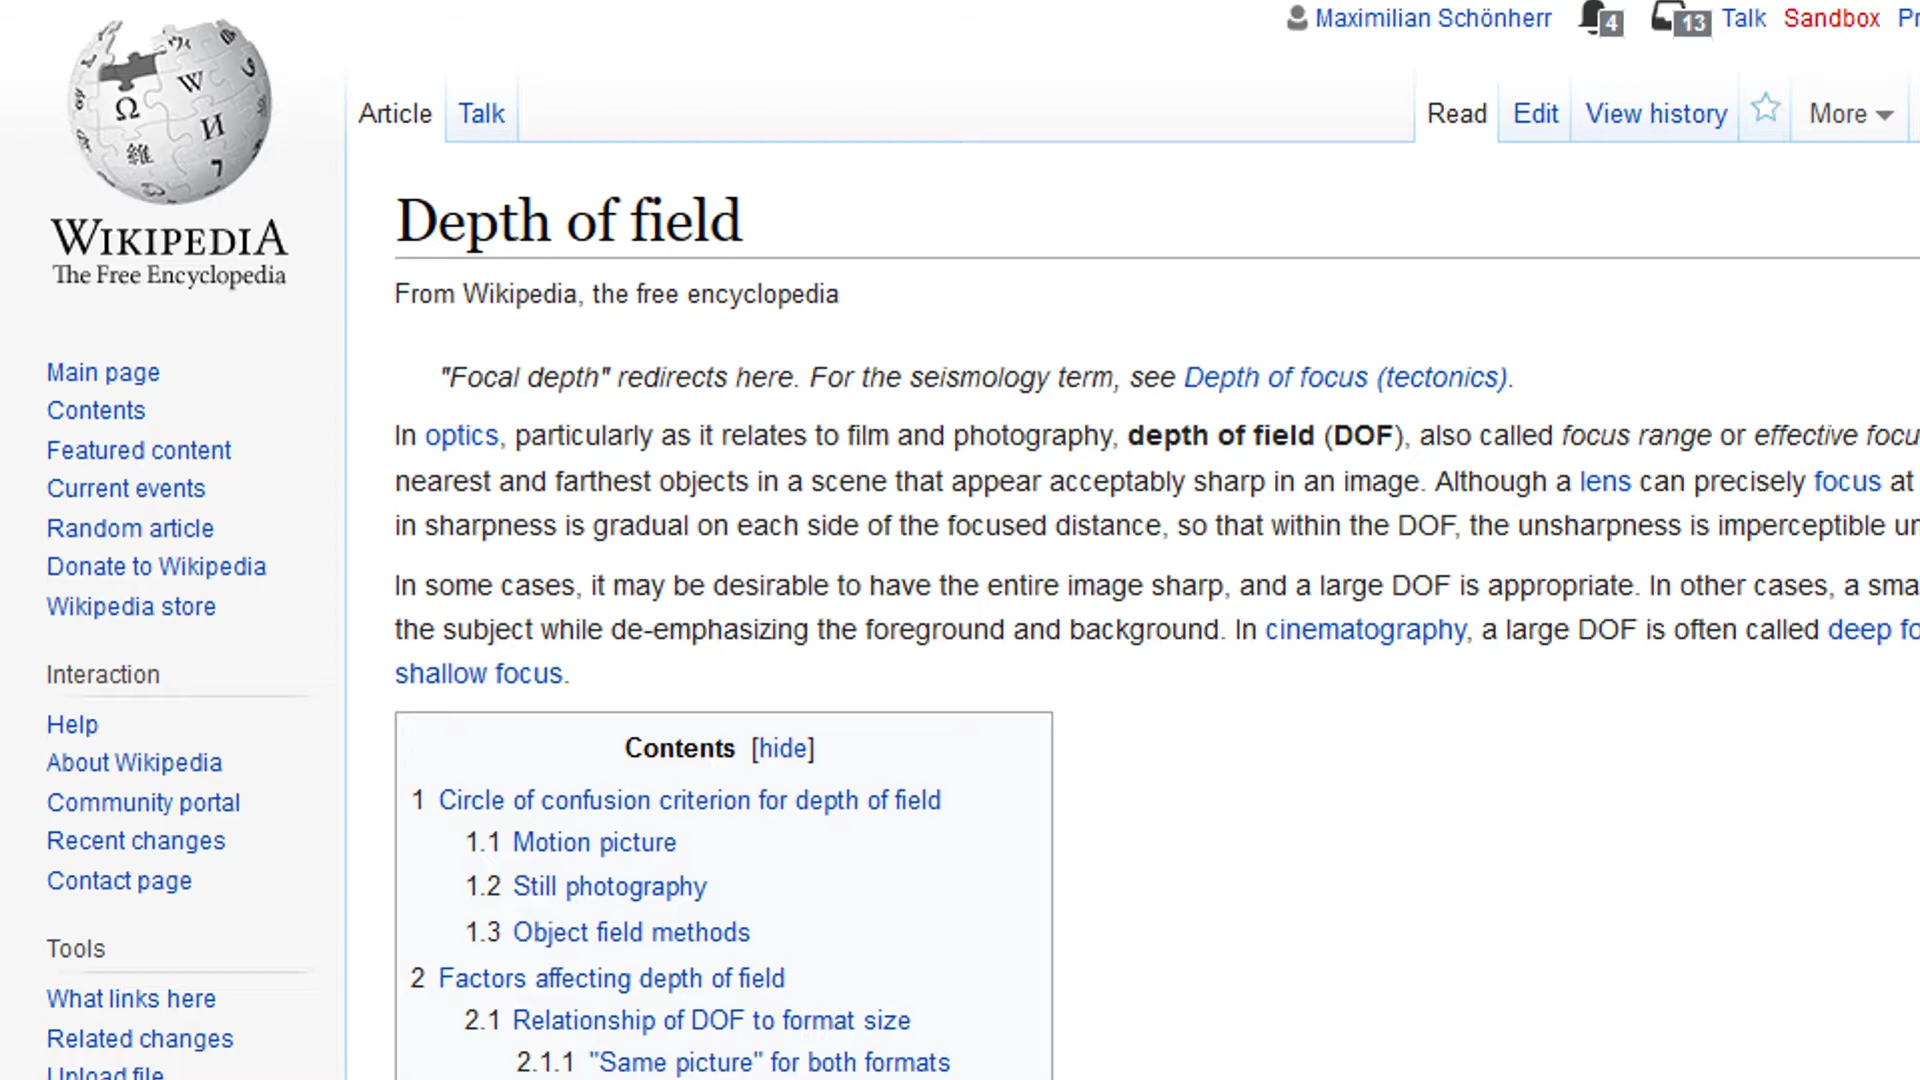 Maximilian Schönherr 4 13 Talk Sandbox
Article Talk Read Edit View history More
WIKIPEDIA
The Free Encyclopedia
Depth of field
From Wikipedia, the free encyclopedia
"Focal depth" redirects here. For the seismology term, see Depth of focus (tectonics).
In optics, particularly as it relates to film and photography, depth of field (DOF), also called focus range or effective
nearest and farthest objects in a scene that appear acceptably sharp in an image. Although a lens can precisely focus at
in sharpness is gradual on each side of the focused distance, so that within the DOF, the unsharpness is imperceptible
In some cases, it may be desirable to have the entire image sharp, and a large DOF is appropriate. In other cases, a
the subject while de-emphasizing the foreground and background. In cinematography, a large DOF is often called deep
shallow focus.
Contents [hide]
1 Circle of confusion criterion for depth of field
1.1 Motion picture
1.2 Still photography
1.3 Object field methods
2 Factors affecting depth of field
2.1 Relationship of DOF to format size
2.1.1 "Same picture" for both formats
Main page
Contents
Featured content
Current events
Random article
Donate to Wikipedia
Wikipedia store
Interaction
Help
About Wikipedia
Community portal
Recent changes
Contact page
Tools
What links here
Related changes
Upload file